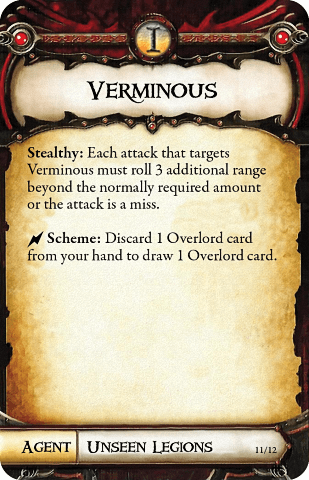 I
VERMINOUS
Stealthy: Each attack that targets
Verminous must roll 3 additional range
beyond the normally required amount
or the attack is a miss.
Scheme: Discard 1 Overlord card
from your hand to draw 1 Overlord card.
AGENT UNSEEN LEGIONS 11/12